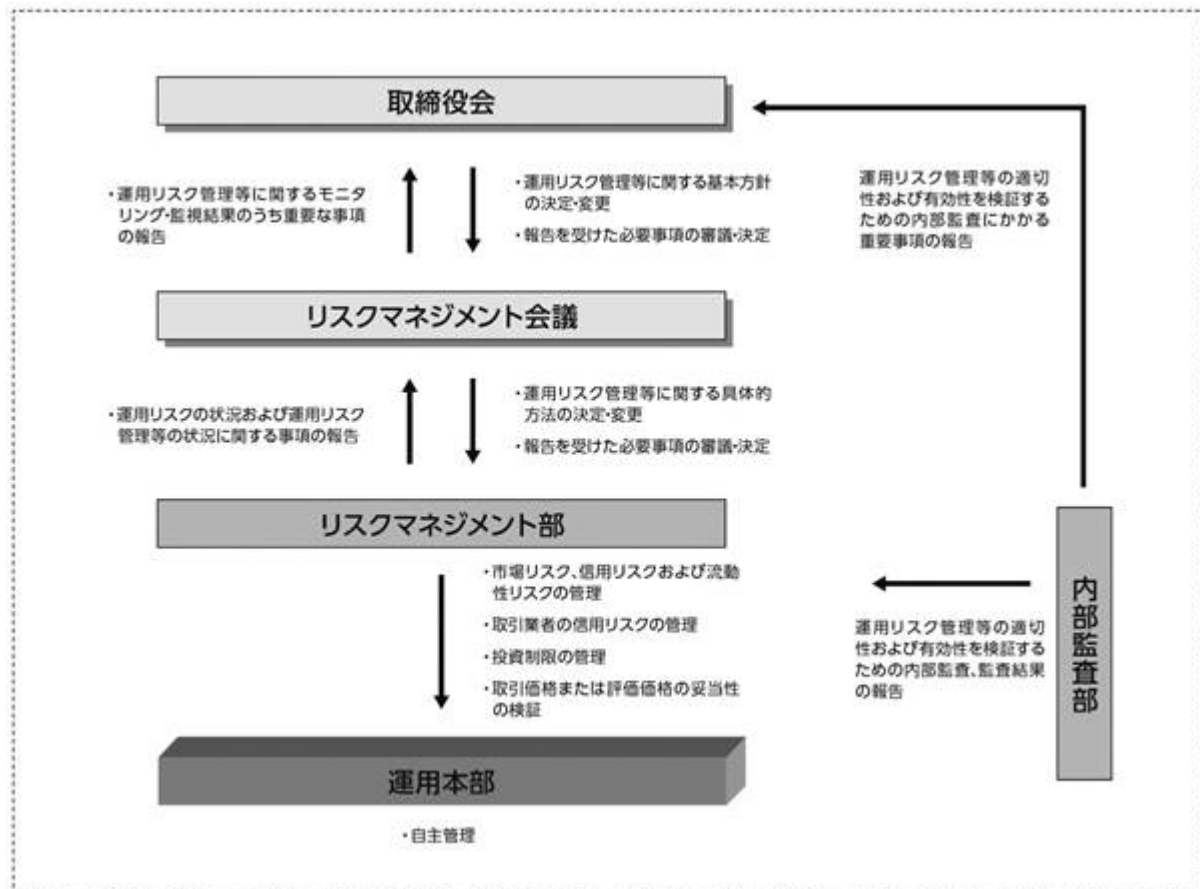 取締役会
・運用リスク管理等に関するモニタ
リング・監視結果のうち重要な事項
の報告
・運用リスク管理等に関する基本方針
の決定・変更
・報告を受けた必要事項の審議・決定
運用リスク管理等の適切
性および有効性を検証する
ための内部監査にかかる
重要事項の報告
リスクマネジメント会議
・運用リスクの状況および運用リスク
管理等の状況に関する事項の報告
・運用リスク管理等に関する具体的
方法の決定・変更
・報告を受けた必要事項の審議・決定
リスクマネジメント部
・市場リスク、信用リスクおよび流動
性リスクの管理
・取引業者の信用リスクの管理
・投資制限の管理
・取引価格または評価価格の妥当性
の検証
運用リスク管理等の適切
性および有効性を検証する
ための内部監査、監査結果
の報告
内部監査部
運用本部
・自主管理